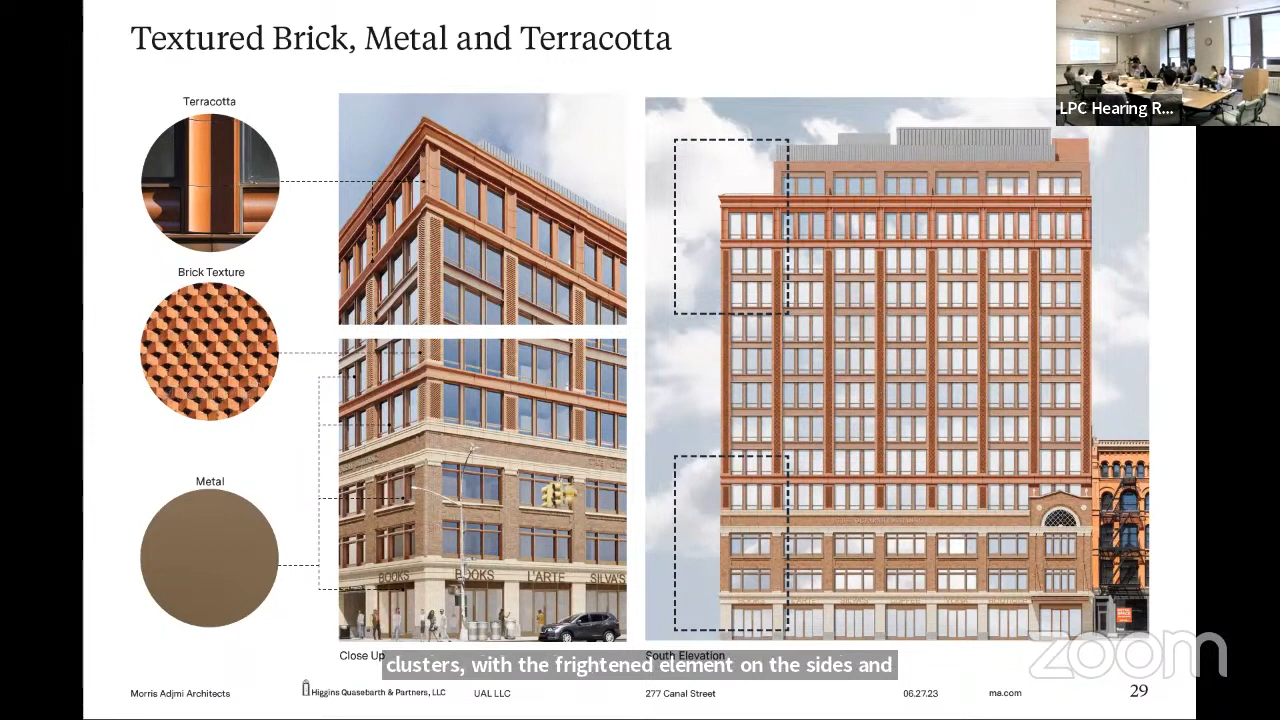 Textured Brick, Metal and Terracotta
LPC Hearing R...
Terracotta
Brick Texture
Metal
BOOKS
BOOKS
L'ARTE
SILVA'S
Close Up
South Elevation
clusters, with the frightened element on the sides and
zoom
Morris Adjmi Architects
Higgins Quasebarth & Partners, LLC
UAL LLC
277 Canal Street
06.27.23
ma.com
29